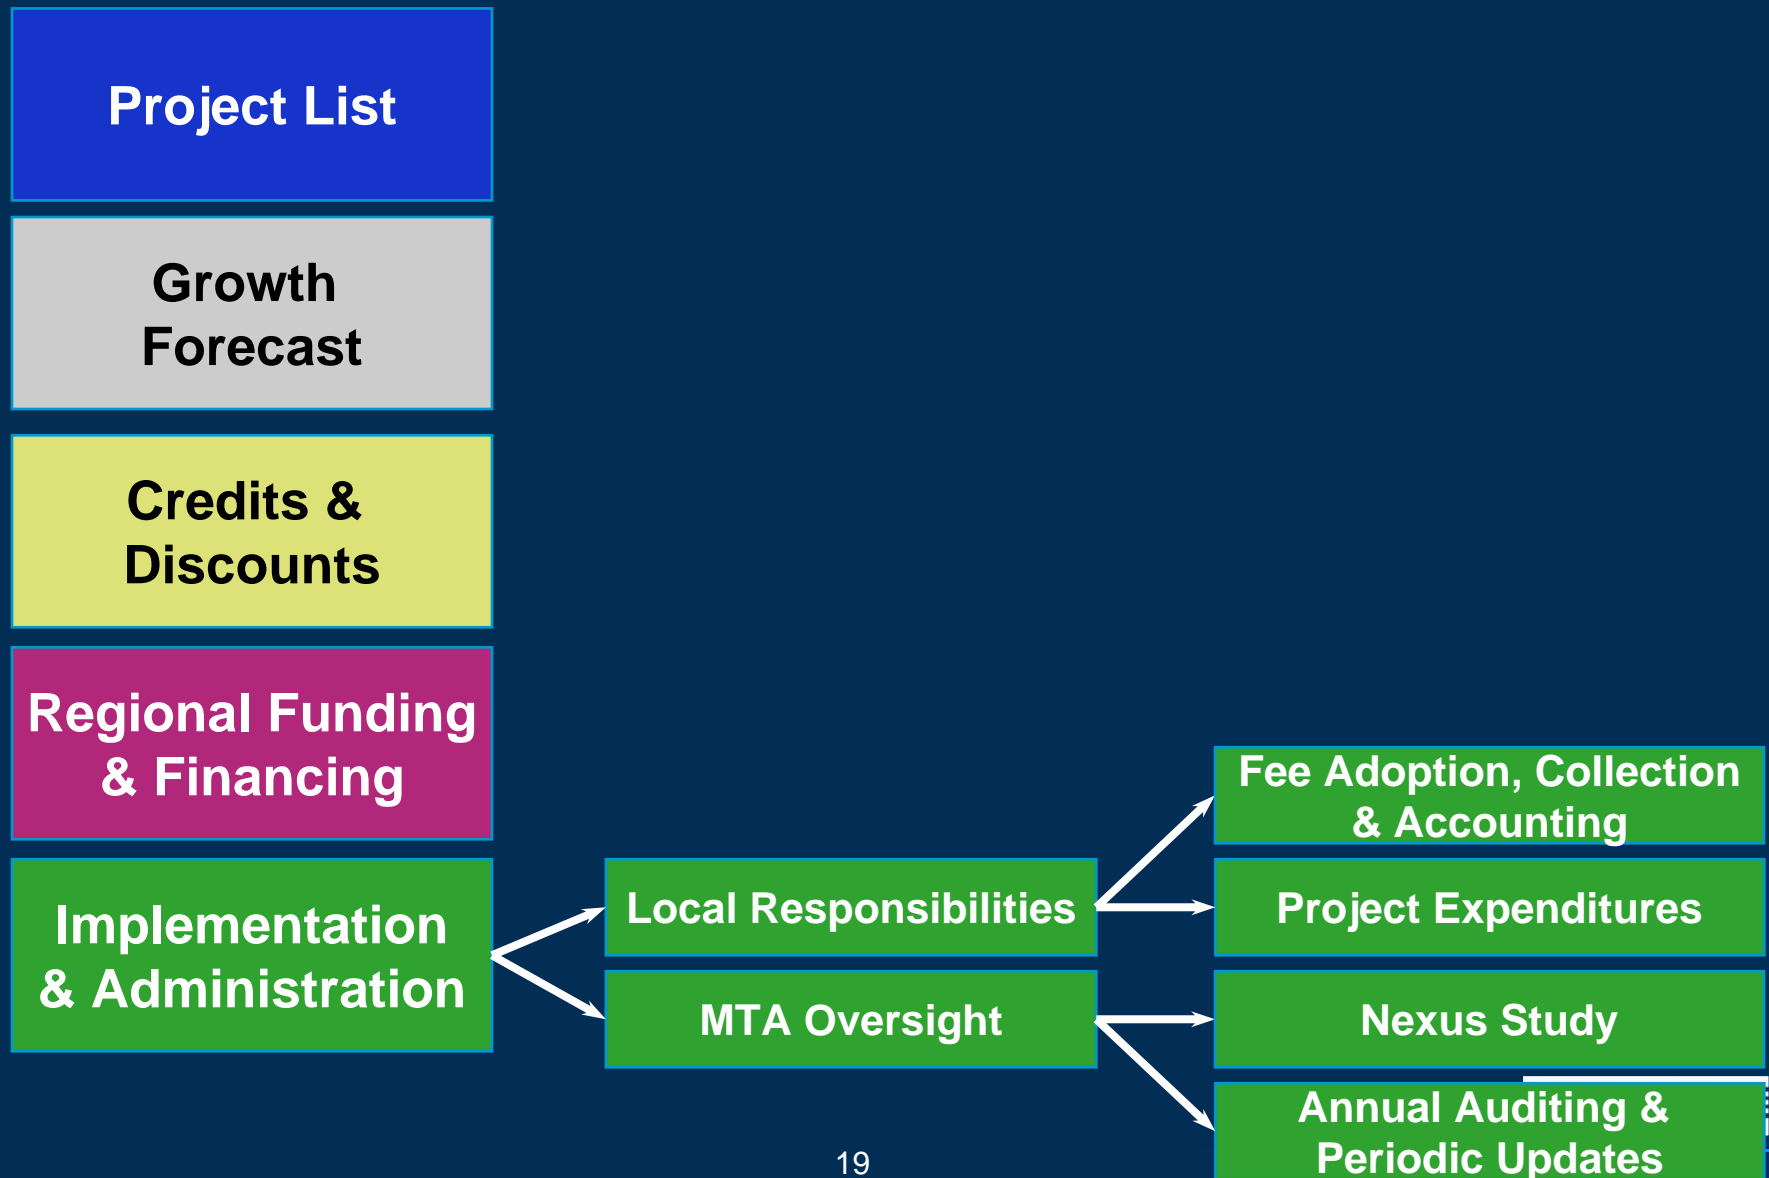 Project List
Growth
Forecast
Credits &
Discounts
Regional Funding
& Financing
Implementation
& Administration
Local Responsibilities
MTA Oversight
Fee Adoption, Collection
& Accounting
Project Expenditures
Nexus Study
Annual Auditing &
Periodic Updates
19